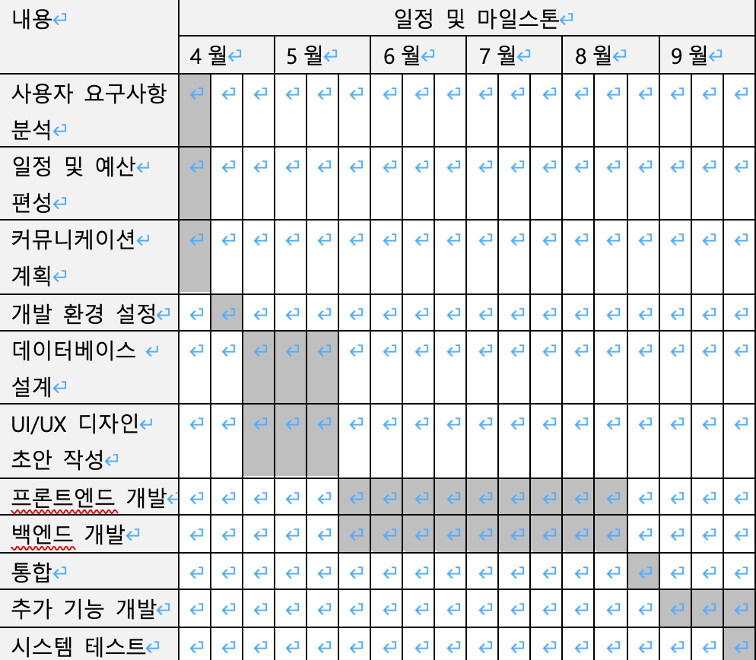 내용
일정 및 마일스톤
4 월 5 월 6 월 7 월 8 월 9 월
사용자 요구사항
분석
일정 및 예산
편성
커뮤니케이션
계획
개발 환경 설정
데이터베이스
설계
UI/UX 디자인
초안 작성
프론트엔드 개발
백엔드 개발
통합
추가 기능 개발
시스템 테스트